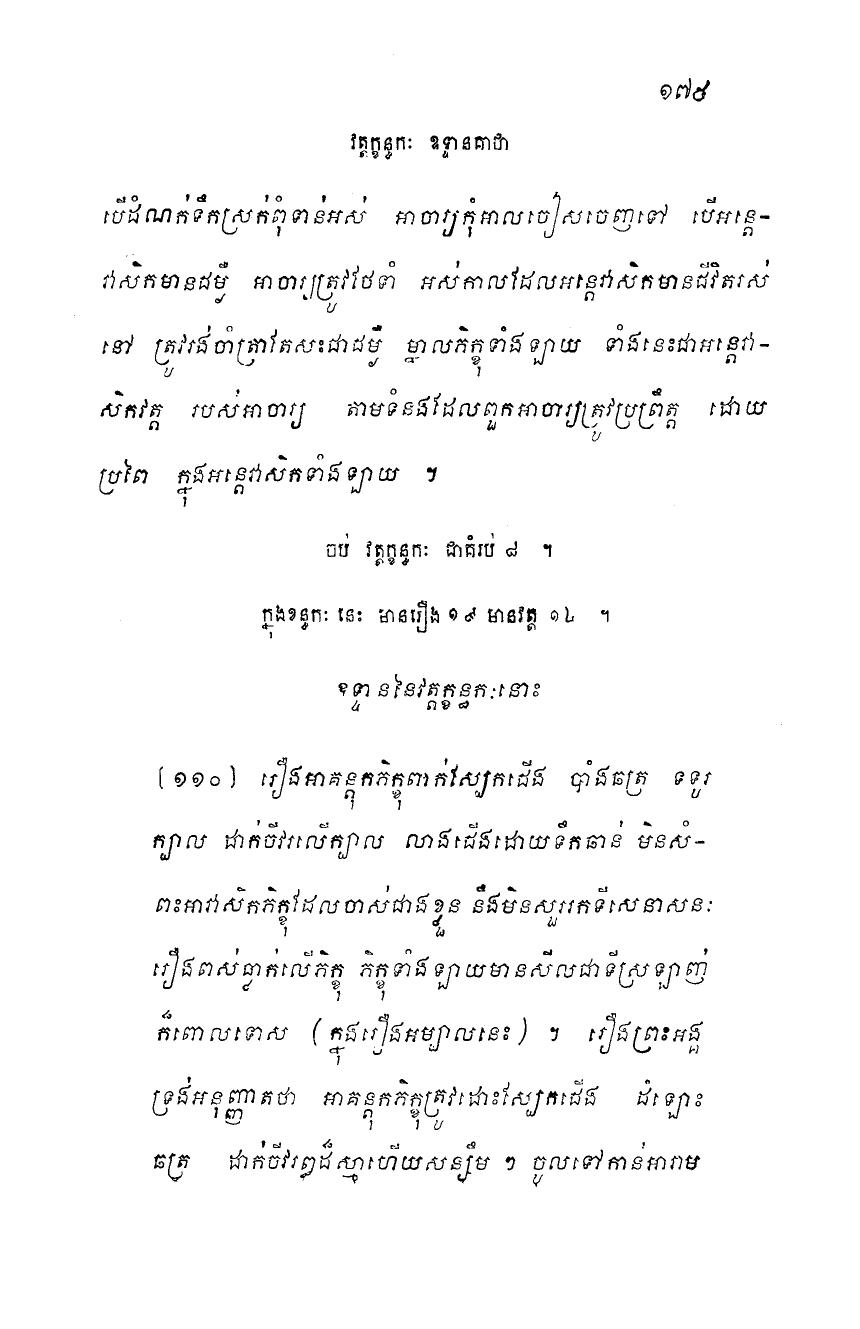 ១៧៩
វត្តក្ខន្ធកៈ ឧទ្ទានគាថា
បើដំណក់ទឹកស្រក់ពុំទាន់អស់ អាចារ្យកុំអាលចៀសចេញទៅ បើអន្តេ-
វាសិកមានជម្ងឺ អាចារ្យត្រូវថែទាំ អស់កាលដែលអន្តេវាសិកមានជីវិតរស់
នៅ ត្រូវរង់ចាំត្រាតែសះជាជម្ងឺ ម្នាលភិក្ខុទាំងឡាយ ទាំងនេះជាអន្តេវា-
សិកវត្ត របស់អាចារ្យ តាមទំនងដែលពួកអាចារ្យត្រូវប្រព្រឹត្ត ដោយ
ប្រពៃ ក្នុងអន្តេវាសិកទាំងឡាយ ។
ចប់ វត្តក្ខន្ធកៈ ជាគំរប់ ៨ ។
ក្នុងខន្ធកៈ នេះ មានរឿង ១៩ មានវត្ត ១៤ ។
ឧទ្ទាននៃវត្តក្ខន្ធកៈនោះ
(១១០) រឿងអាគន្តុកភិក្ខុពាក់ស្បែកជើង បាំងឆត្រ ទទូរ
ក្បាល ដាក់ចីវរលើក្បាល លាងជើងដោយទឹកឆាន់ មិនសំ-
ពះអាវាសិកភិក្ខុដែលចាស់ជាងខ្លួន នឹងមិនសួររកទីសេនាសនៈ
រឿងពស់ធ្លាក់លើភិក្ខុ ភិក្ខុទាំងឡាយមានសីលជាទីស្រឡាញ់
ក៏ពោលទោស (ក្នុងរឿងអម្បាលនេះ) ។ រឿងព្រះអង្គ
ទ្រង់អនុញ្ញាតថា អាគន្តុកភិក្ខុត្រូវដោះស្បែកជើង ដំឡោះ
ឆត្រ ដាក់ចីវរឰដ៏ស្មាហើយសន្សឹម ៗ ចូលទៅកាន់អារាម